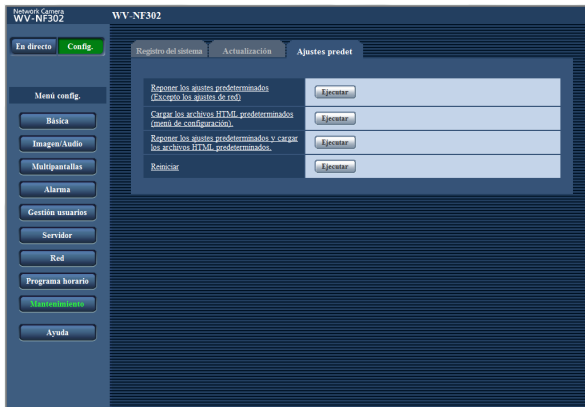 Network Camera
WV-NF302
WV-NF302
En directo
Config.
Registro del sistema
Actualización
Ajustes predet
Menú config.
Básica
Imagen/Audio
Multipantallas
Alarma
Gestión usuarios
Servidor
Red
Programa horario
Mantenimiento
Ayuda
Reponer los ajustes predeterminados
(Excepto los ajustes de red)
Ejecutar
Cargar los archivos HTML predeterminados
(menú de configuración).
Ejecutar
Reponer los ajustes predeterminados y cargar
los archivos HTML predeterminados.
Ejecutar
Reiniciar
Ejecutar